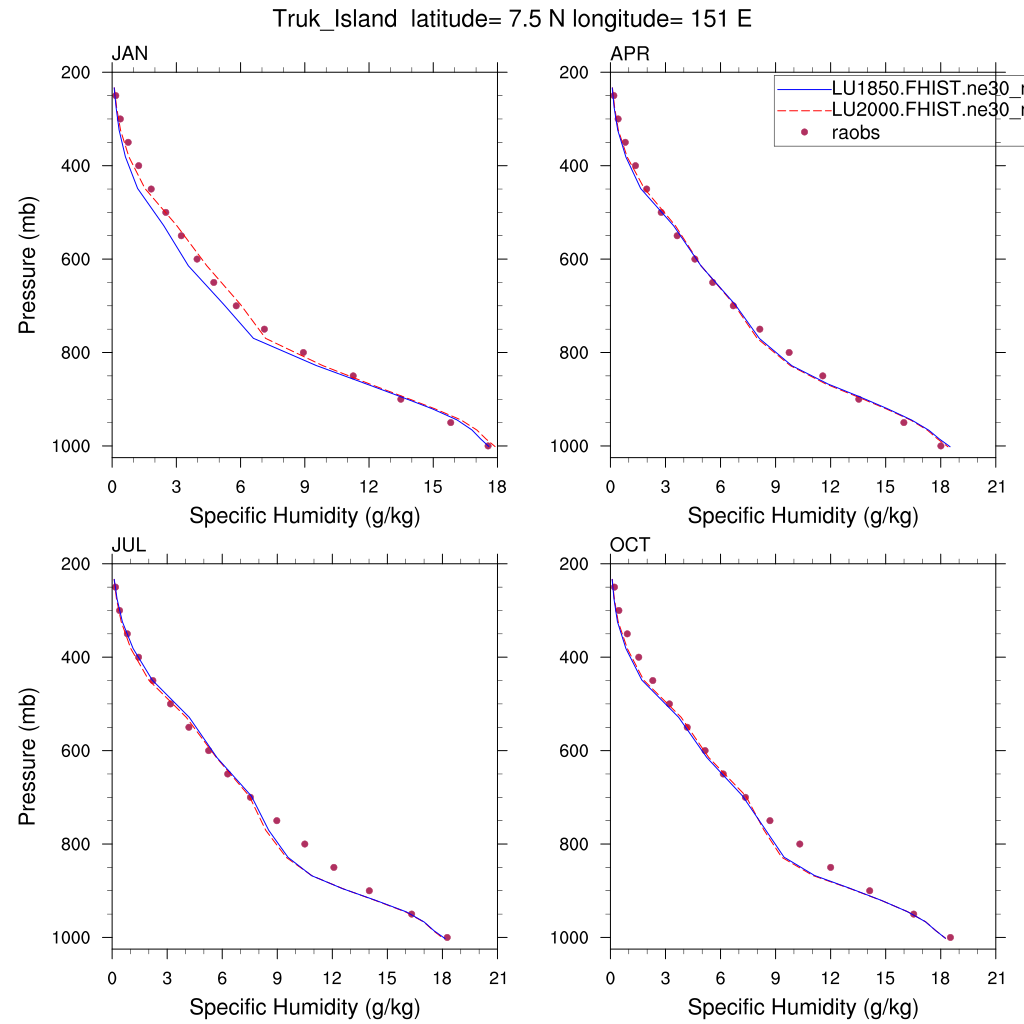 Truk_Island  latitude= 7.5 N longitude= 151 E
JAN
200
400
600
800
1000
Pressure (mb)
0 3 6 9 12 15 18
Specific Humidity (g/kg)
APR
LU1850.FHIST.ne30_
LU2000.FHIST.ne30_
raobs
200
400
600
800
1000
0 3 6 9 12 15 18 21
Specific Humidity (g/kg)
JUL
200
400
600
800
1000
Pressure (mb)
0 3 6 9 12 15 18 21
Specific Humidity (g/kg)
OCT
200
400
600
800
1000
0 3 6 9 12 15 18 21
Specific Humidity (g/kg)